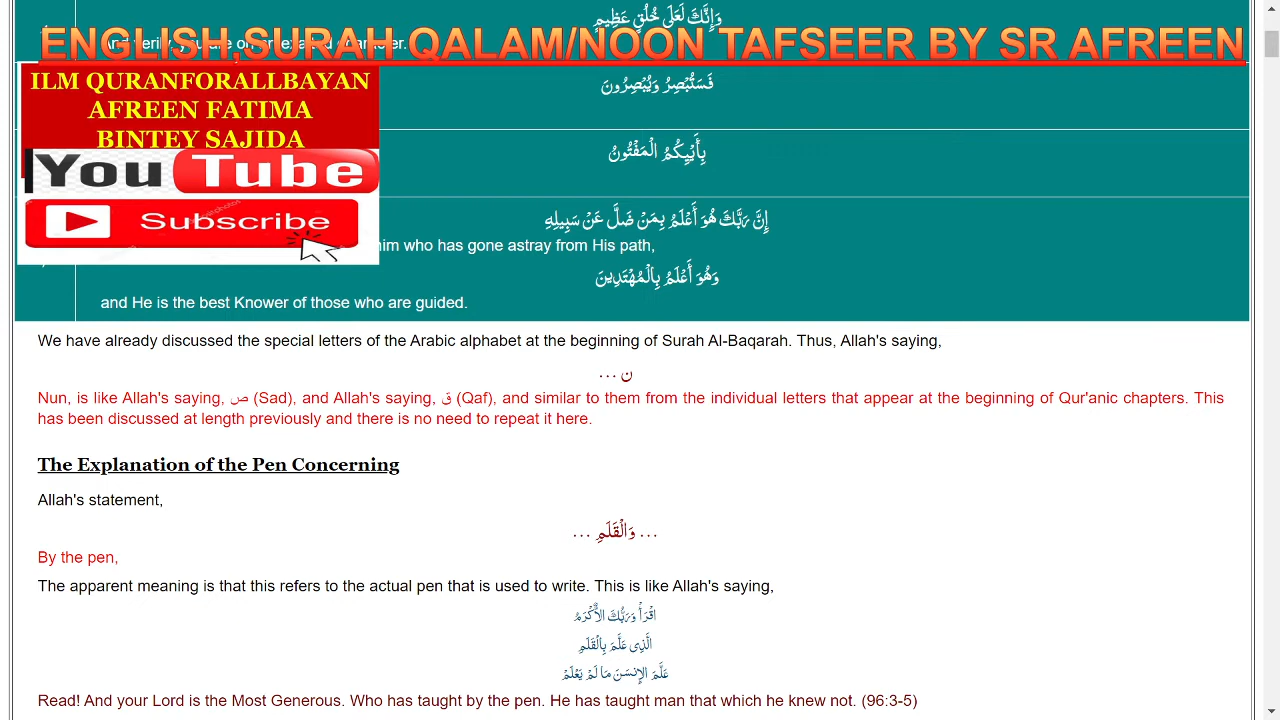 وَإِنَّكَ لَعَلَى خُلُقٍ عَظِيمٍ
ENGLISH,SURAH QALAM/NOON TAFSEER BY SR AFREEN
ILM QURANFORALLBAYAN
AFREEN FATIMA
BINTEY SAJIDA
You Tube
Subscribe
فَسَتُبْصِرُ وَيُبْصِرُونَ
بِأَيِّيكُمُ الْمَفْتُونُ
إِنَّ رَبَّكَ هُوَ أَعْلَمُ بِمَنْ ضَلَّ عَنْ سَبِيلِهِ
him who has gone astray from His path,
وَهُوَ أَعْلَمُ بِالْمُهْتَدِينَ
and He is the best Knower of those who are guided.
We have already discussed the special letters of the Arabic alphabet at the beginning of Surah Al-Baqarah. Thus, Allah's saying,
ن ...
Nun, is like Allah's saying, ص (Sad), and Allah's saying, ق (Qaf), and similar to them from the individual letters that appear at the beginning of Qur'anic chapters. This
has been discussed at length previously and there is no need to repeat it here.
The Explanation of the Pen Concerning
Allah's statement,
... وَالْقَلَمِ ...
By the pen,
The apparent meaning is that this refers to the actual pen that is used to write. This is like Allah's saying,
اقْرَأْ وَرَبُّكَ الاٌّكْرَمُ
الَّذِى عَلَّمَ بِالْقَلَمِ
عَلَّمَ الإِنسَـنَ مَا لَمْ يَعْلَمْ
Read! And your Lord is the Most Generous. Who has taught by the pen. He has taught man that which he knew not. (96:3-5)